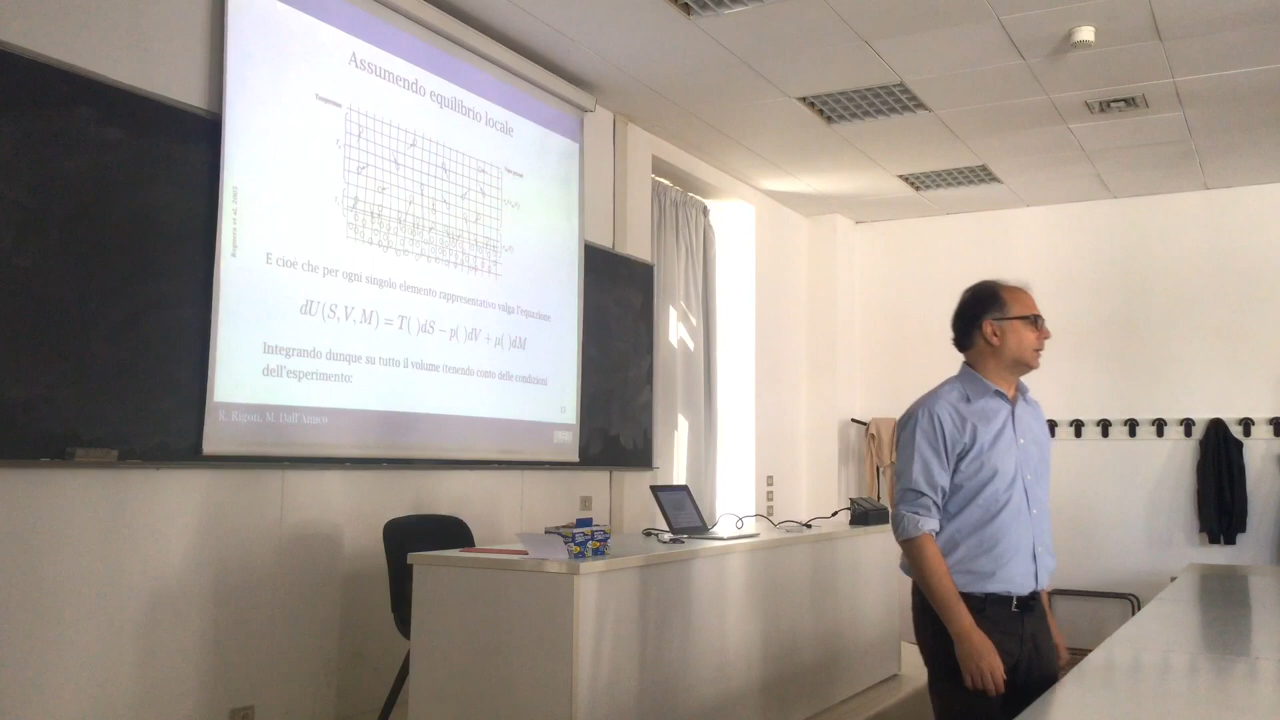 Assumendo equilibrio locale
E cioè che per ogni singolo elemento rappresentativo valga l'equazione
dU(S, V, M) = T( )dS − p( )dV + μ( )dM
Integrando dunque su tutto il volume (tenendo conto delle condizioni
dell'esperimento:
13
R. Rigon, M. Dall'Amico